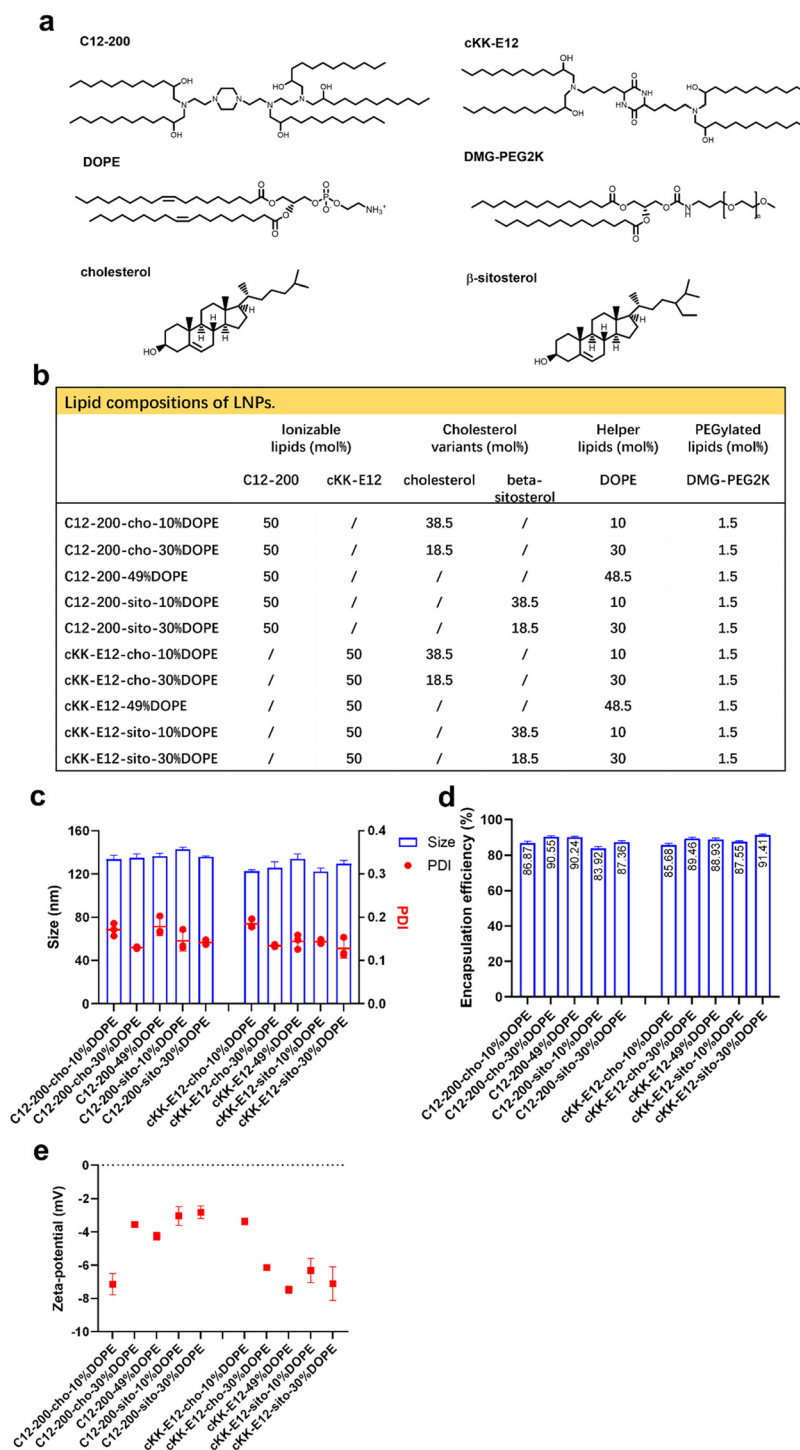 a
C12-200
cKK-E12
OH
OH
OH
OH
OH
N
N
N
N
N
OH
OH
OH
OH
N
O
NH
HN
O
N
DOPE
DMG-PEG2K
O
O
O
O
O
P
O
O
NH3+
O
O
O
O
O
N
H
O
O
n
cholesterol
β-sitosterol
HO
H
H
H
HO
H
H
H
b
Lipid compositions of LNPs.
Ionizable lipids (mol%) Cholesterol variants (mol%) Helper lipids (mol%) PEGylated lipids (mol%)
C12-200 cKK-E12 cholesterol beta-sitosterol DOPE DMG-PEG2K
C12-200-cho-10%DOPE 50 / 38.5 / 10 1.5
C12-200-cho-30%DOPE 50 / 18.5 / 30 1.5
C12-200-49%DOPE 50 / / / 48.5 1.5
C12-200-sito-10%DOPE 50 / / 38.5 10 1.5
C12-200-sito-30%DOPE 50 / / 18.5 30 1.5
cKK-E12-cho-10%DOPE / 50 38.5 / 10 1.5
cKK-E12-cho-30%DOPE / 50 18.5 / 30 1.5
cKK-E12-49%DOPE / 50 / / 48.5 1.5
cKK-E12-sito-10%DOPE / 50 / 38.5 10 1.5
cKK-E12-sito-30%DOPE / 50 / 18.5 30 1.5
c
Size (nm)
160
120
80
40
0
0.4
0.3
0.2
0.1
0.0
PDI
Size
PDI
C12-200-cho-10%DOPE
C12-200-cho-30%DOPE
C12-200-49%DOPE
C12-200-sito-10%DOPE
C12-200-sito-30%DOPE
cKK-E12-cho-10%DOPE
cKK-E12-cho-30%DOPE
cKK-E12-49%DOPE
cKK-E12-sito-10%DOPE
cKK-E12-sito-30%DOPE
d
Encapsulation efficiency (%)
100
80
60
40
20
0
86.87
90.55
90.24
83.92
87.36
85.68
89.46
88.93
87.55
91.41
C12-200-cho-10%DOPE
C12-200-cho-30%DOPE
C12-200-49%DOPE
C12-200-sito-10%DOPE
C12-200-sito-30%DOPE
cKK-E12-cho-10%DOPE
cKK-E12-cho-30%DOPE
cKK-E12-49%DOPE
cKK-E12-sito-10%DOPE
cKK-E12-sito-30%DOPE
e
Zeta-potential (mV)
0
-2
-4
-6
-8
-10
C12-200-cho-10%DOPE
C12-200-cho-30%DOPE
C12-200-49%DOPE
C12-200-sito-10%DOPE
C12-200-sito-30%DOPE
cKK-E12-cho-10%DOPE
cKK-E12-cho-30%DOPE
cKK-E12-49%DOPE
cKK-E12-sito-10%DOPE
cKK-E12-sito-30%DOPE